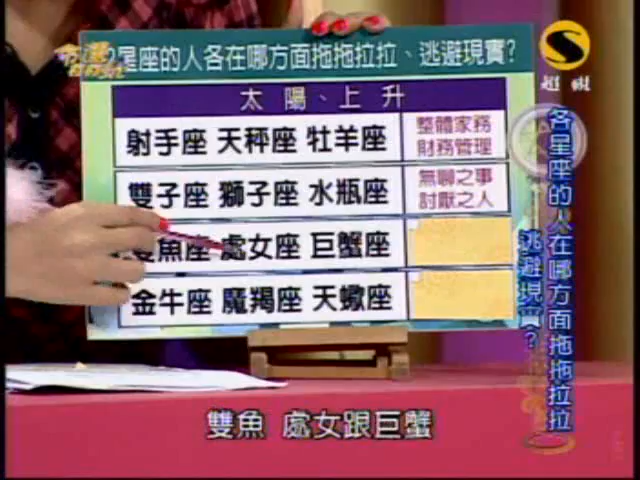 星座的人各在哪方面拖拖拉拉、逃避現實?
太陽、上升
射手座 天秤座 牡羊座
整體家務
財務管理
雙子座 獅子座 水瓶座
無聊之事
討厭之人
雙魚座 處女座 巨蟹座
金牛座 魔羯座 天蠍座
超視
各星座的人在哪方面拖拖拉拉
逃避現實?
雙魚 處女跟巨蟹